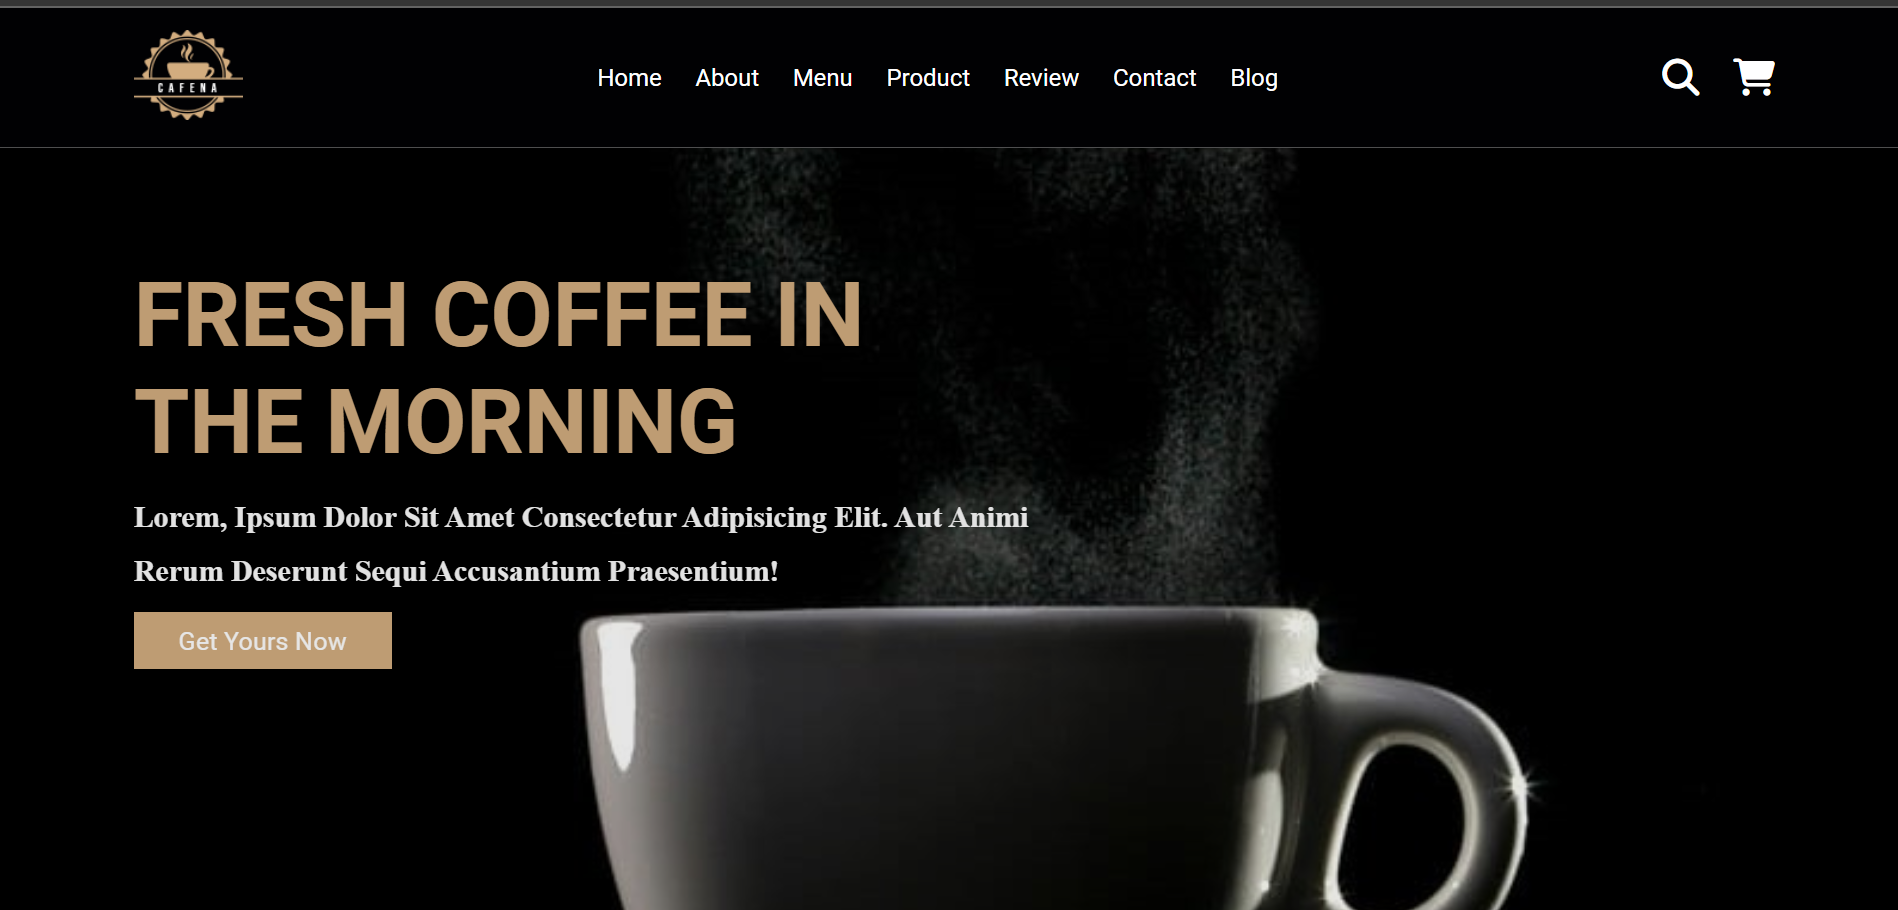 CAFENA
Home About Menu Product Review Contact Blog
FRESH COFFEE IN
THE MORNING
Lorem, Ipsum Dolor Sit Amet Consectetur Adipisicing Elit. Aut Animi
Rerum Deserunt Sequi Accusantium Praesentium!
Get Yours Now